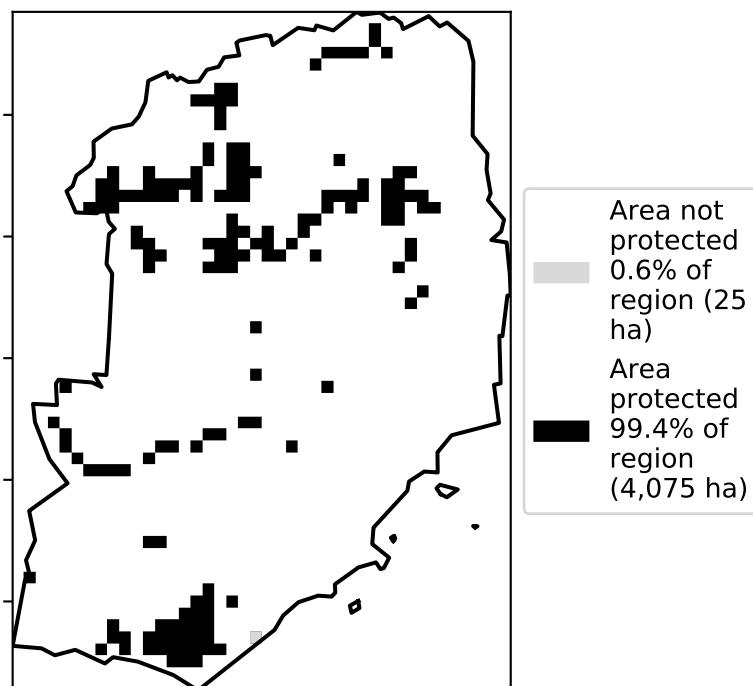 Area not
protected
0.6% of
region (25
ha)
Area
protected
99.4% of
region
(4,075 ha)